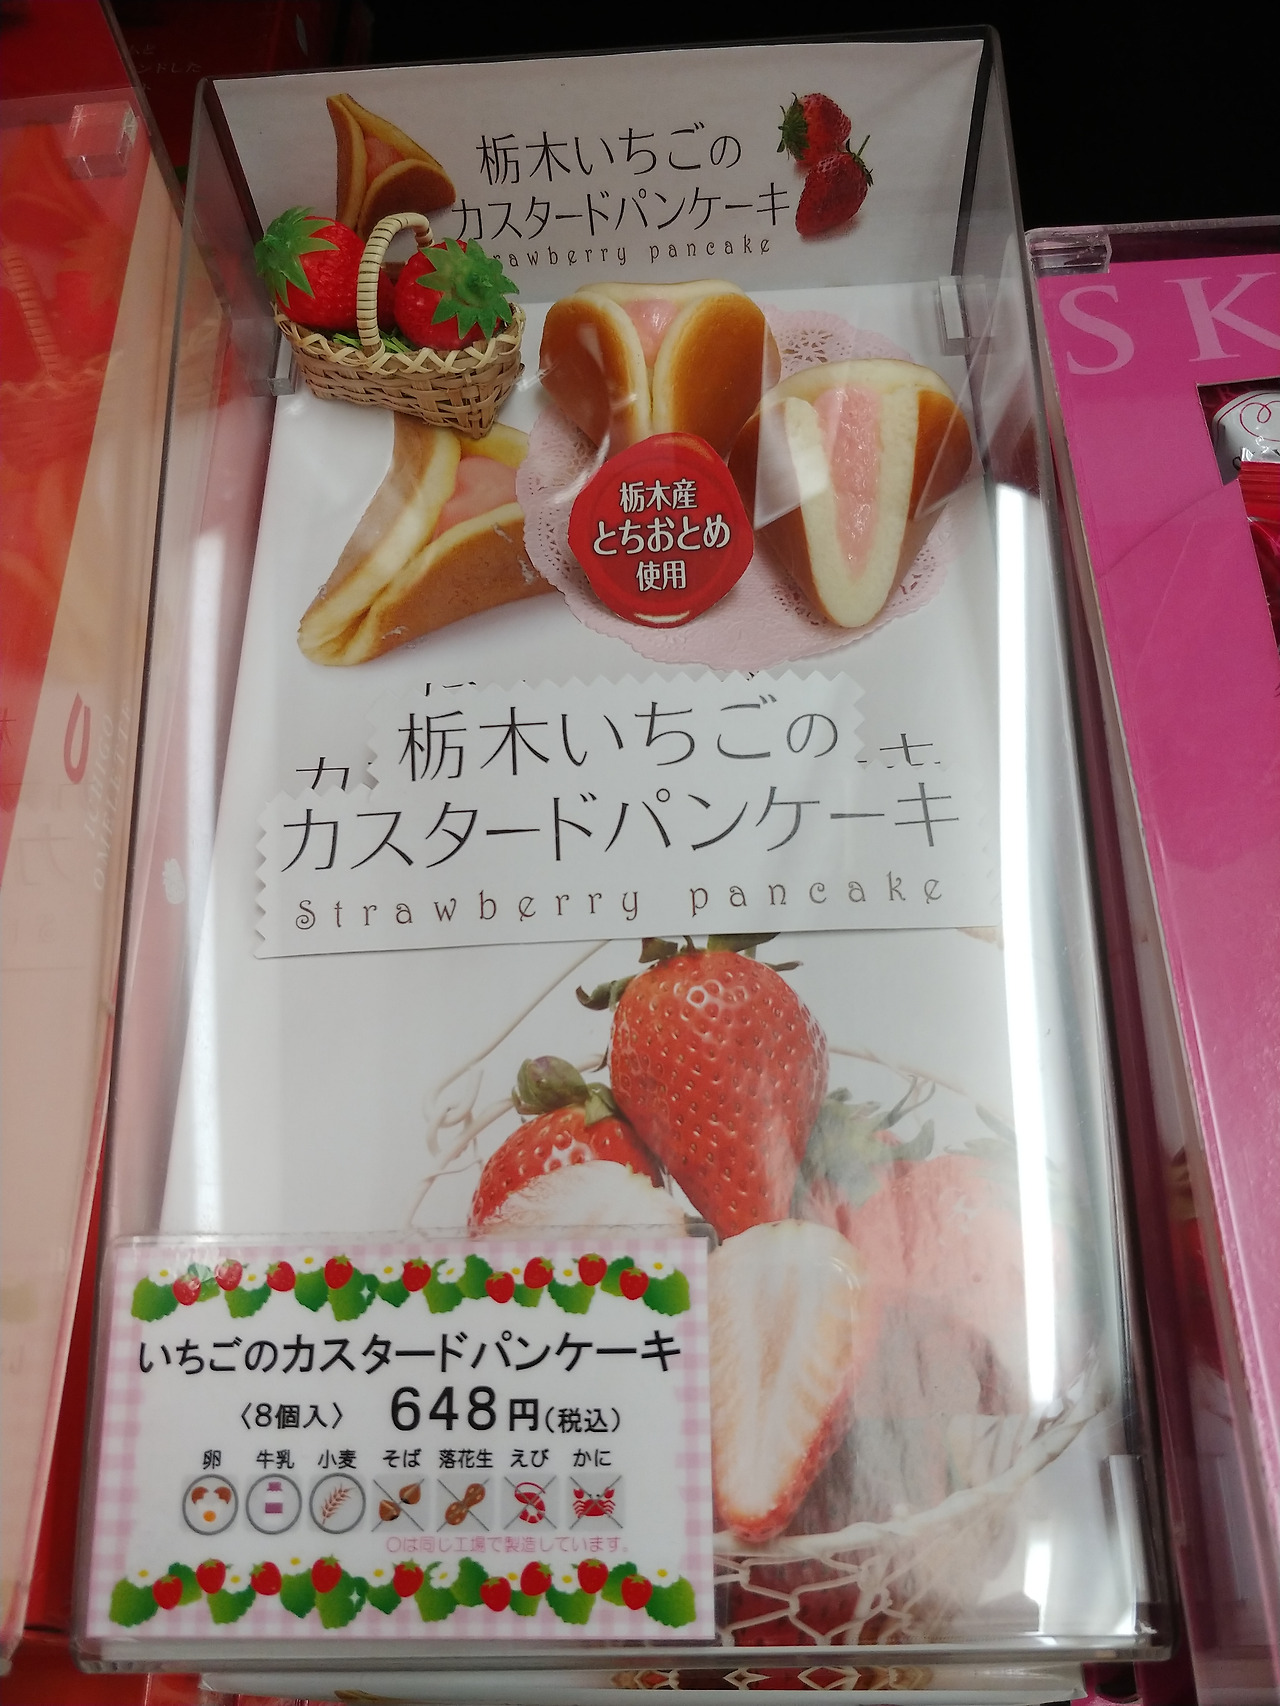 栃木いちごの
カスタードパンケーキ
rawberry pancake
栃木産
とちおとめ
使用
栃木いちごの
カスタードパンケーキ
Strawberry pancake
いちごのカスタードパンケーキ
〈8個入〉 648円(税込)
卵 牛乳 小麦 そば 落花生 えび かに
〇は同じ工場で製造しています。
SK